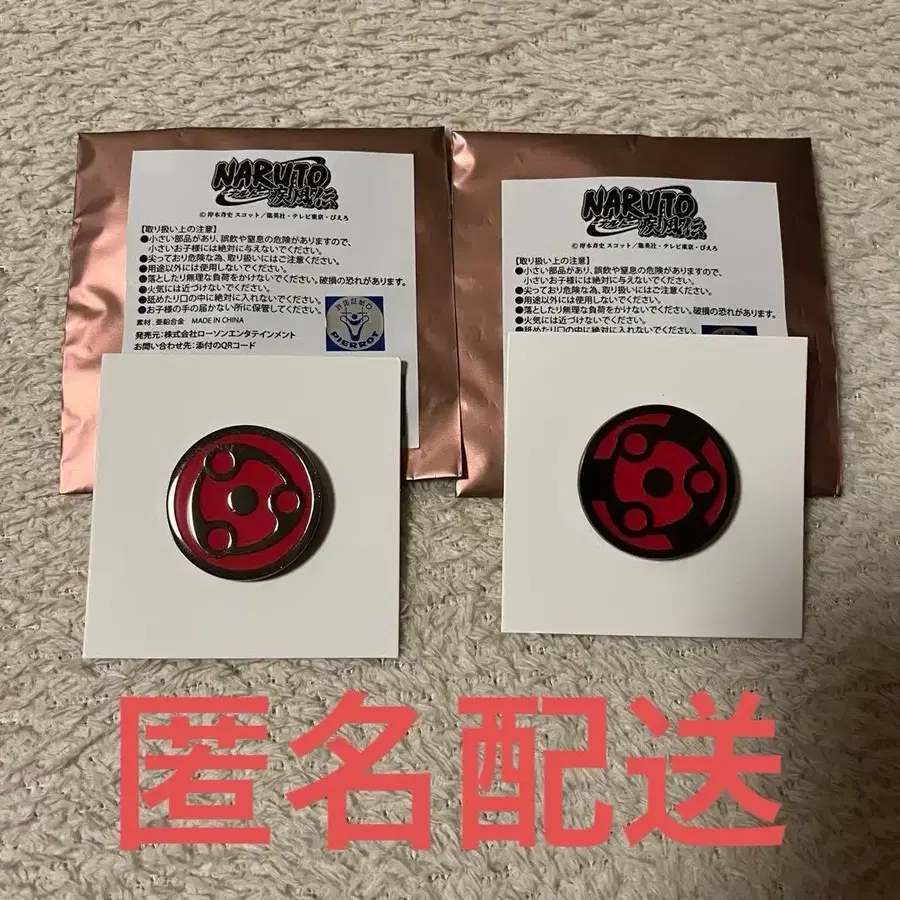 NARUTO
ナルト
疾風伝
© 岸本斉史 スコット／集英社・テレビ東京・ぴえろ
【取り扱い上の注意】
●小さい部品があり、誤飲や窒息の危険がありますので、
小さいお子様には絶対に与えないでください。
●尖っており危険な為、取り扱いにはご注意ください。
●用途以外には使用しないでください。
●落としたり無理な負荷をかけないでください。破損の恐れがあります。
●火気には近づけないでください。
●舐めたり口の中に絶対に入れないでください。
●お子様の手の届かない所に保管してください。
素材：亜鉛合金 MADE IN CHINA
発売元：株式会社ローソンエンタテインメント
お問い合わせ先：添付のQRコード
PIERROT
NARUTO
ナルト
疾風伝
© 岸本斉史 スコット／集英社・テレビ東京・ぴえろ
【取り扱い上の注意】
●小さい部品があり、誤飲や窒息の危険がありますので、
小さいお子様には絶対に与えないでください。
●尖っており危険な為、取り扱いにはご注意ください。
●用途以外には使用しないでください。
●落としたり無理な負荷をかけないでください。破損の恐れがあります。
●火気には近づけないでください。
●舐めたり口の中に絶対に入れないでください。
匿名配送